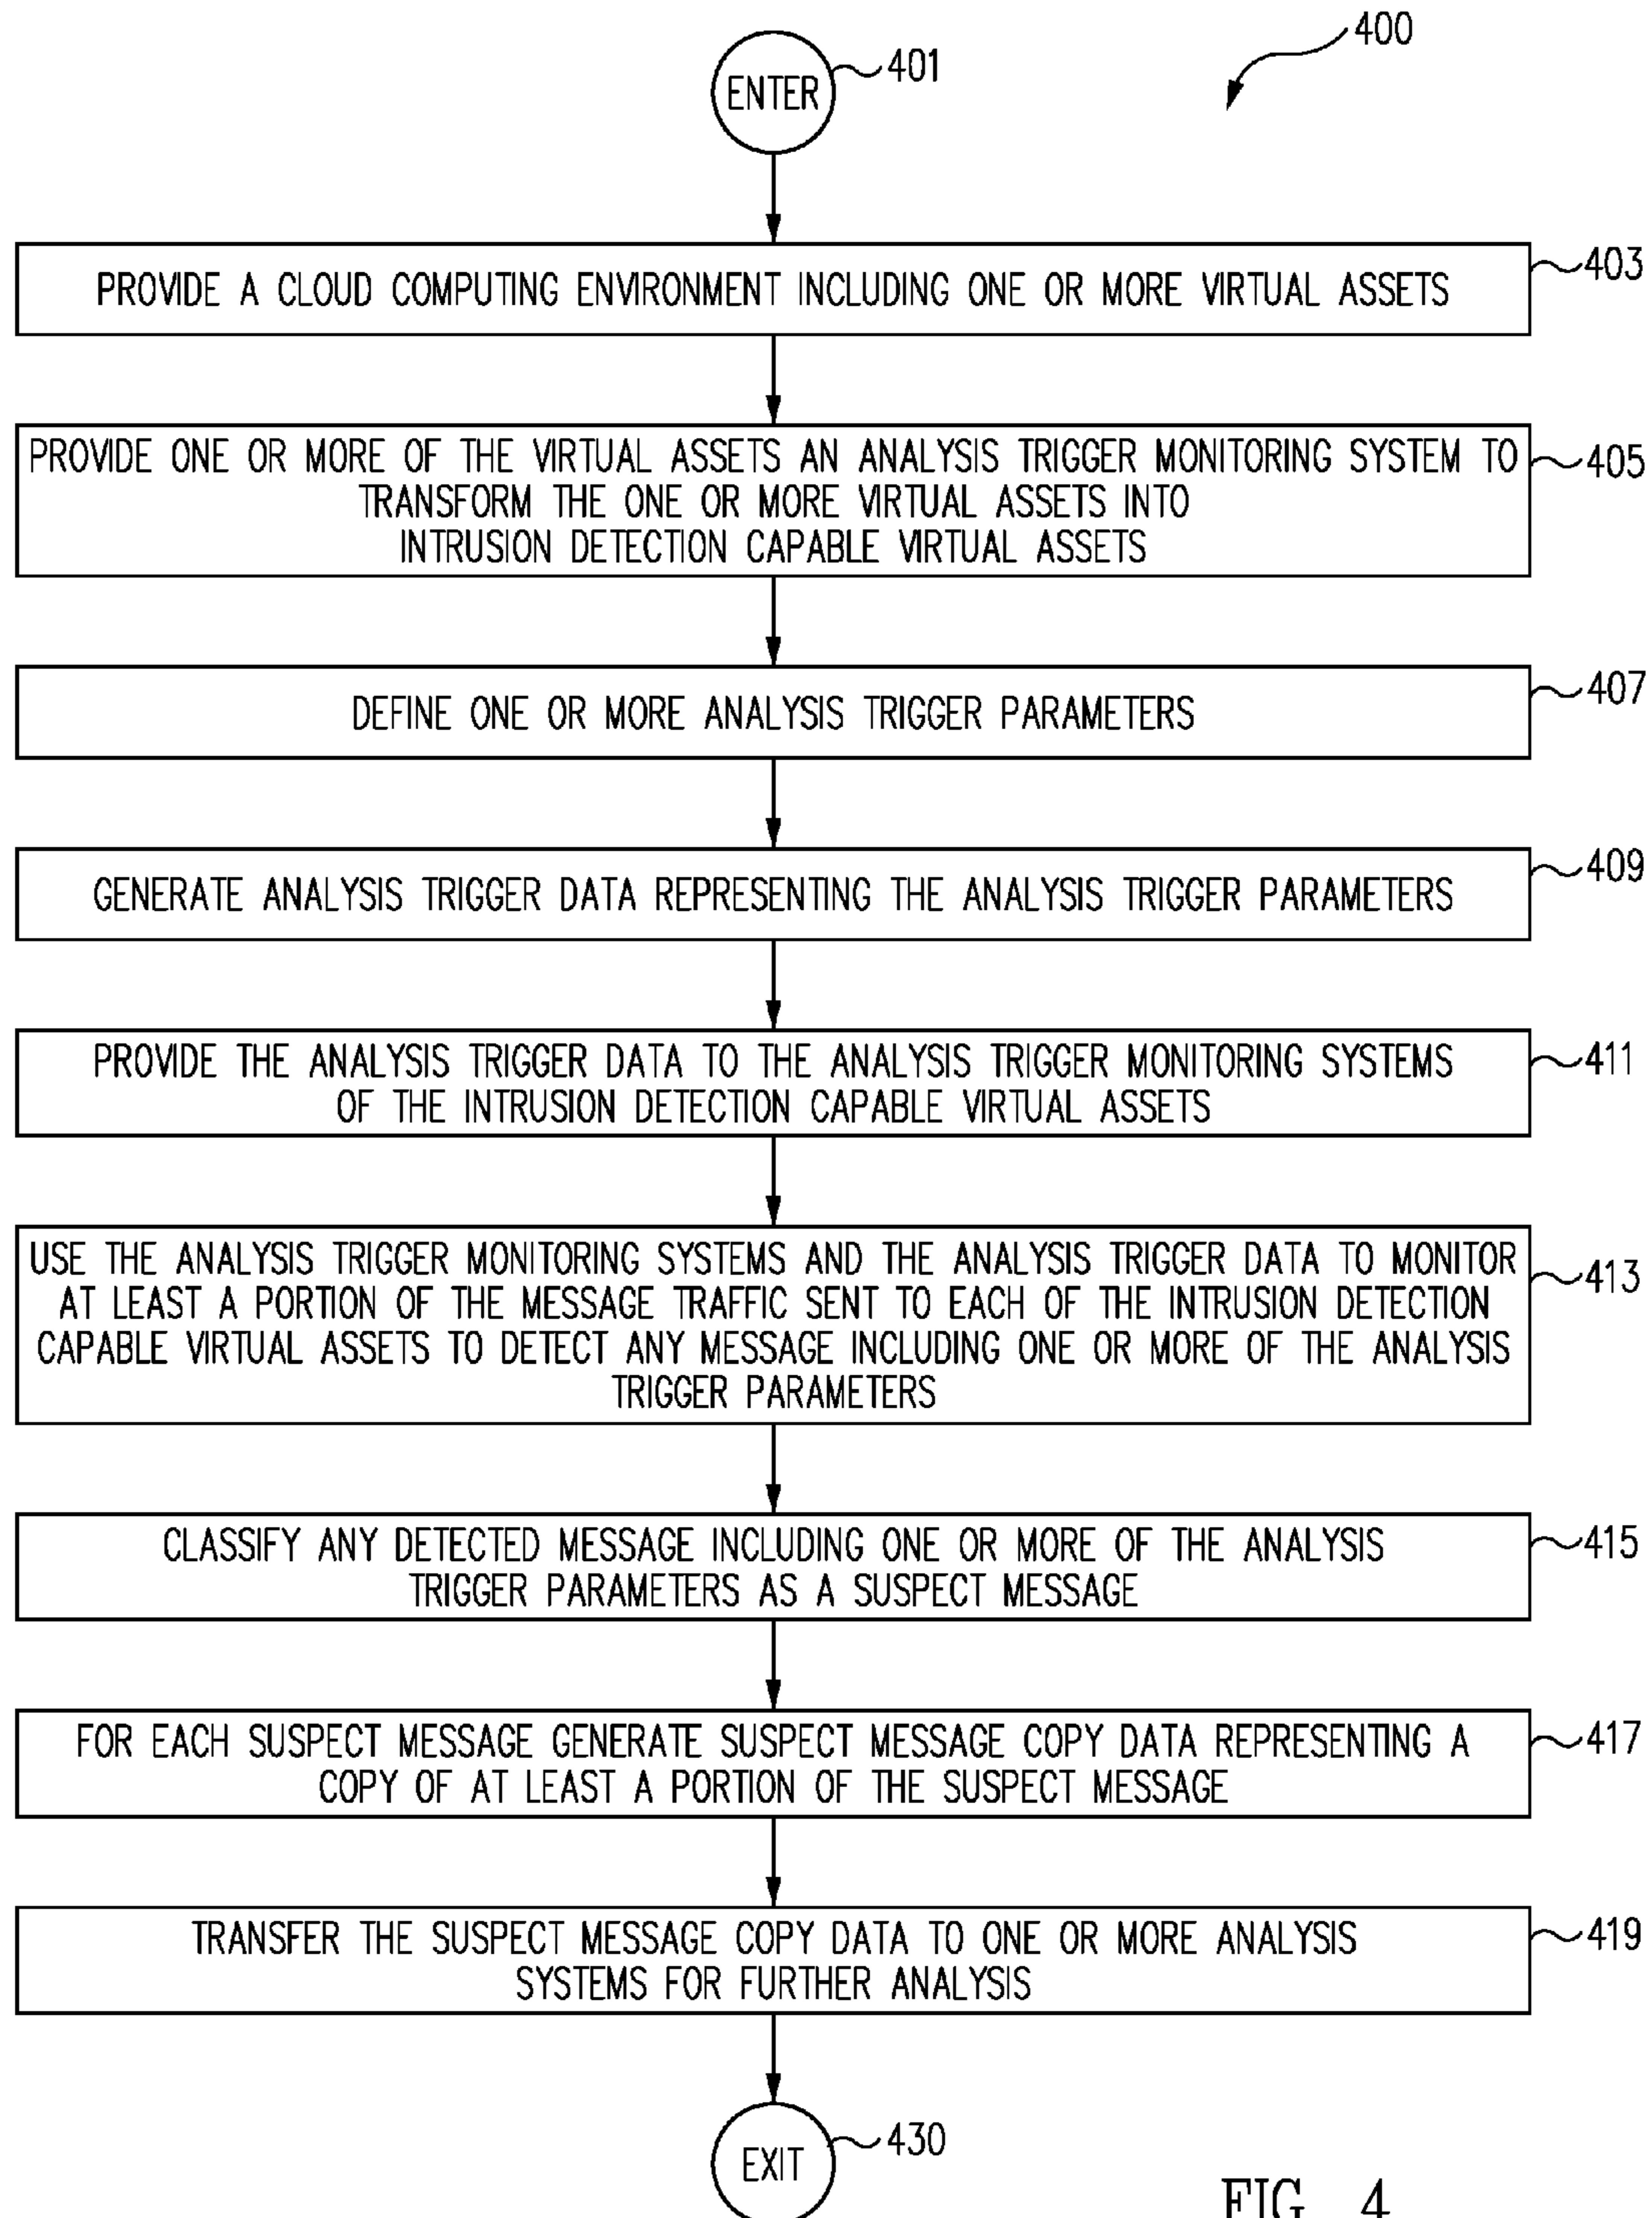 400
ENTER
401
PROVIDE A CLOUD COMPUTING ENVIRONMENT INCLUDING ONE OR MORE VIRTUAL ASSETS
403
PROVIDE ONE OR MORE OF THE VIRTUAL ASSETS AN ANALYSIS TRIGGER MONITORING SYSTEM TO
TRANSFORM THE ONE OR MORE VIRTUAL ASSETS INTO
INTRUSION DETECTION CAPABLE VIRTUAL ASSETS
405
DEFINE ONE OR MORE ANALYSIS TRIGGER PARAMETERS
407
GENERATE ANALYSIS TRIGGER DATA REPRESENTING THE ANALYSIS TRIGGER PARAMETERS
409
PROVIDE THE ANALYSIS TRIGGER DATA TO THE ANALYSIS TRIGGER MONITORING SYSTEMS
OF THE INTRUSION DETECTION CAPABLE VIRTUAL ASSETS
411
USE THE ANALYSIS TRIGGER MONITORING SYSTEMS AND THE ANALYSIS TRIGGER DATA TO MONITOR
AT LEAST A PORTION OF THE MESSAGE TRAFFIC SENT TO EACH OF THE INTRUSION DETECTION
CAPABLE VIRTUAL ASSETS TO DETECT ANY MESSAGE INCLUDING ONE OR MORE OF THE ANALYSIS
TRIGGER PARAMETERS
413
CLASSIFY ANY DETECTED MESSAGE INCLUDING ONE OR MORE OF THE ANALYSIS
TRIGGER PARAMETERS AS A SUSPECT MESSAGE
415
FOR EACH SUSPECT MESSAGE GENERATE SUSPECT MESSAGE COPY DATA REPRESENTING A
COPY OF AT LEAST A PORTION OF THE SUSPECT MESSAGE
417
TRANSFER THE SUSPECT MESSAGE COPY DATA TO ONE OR MORE ANALYSIS
SYSTEMS FOR FURTHER ANALYSIS
419
EXIT
430
FIG. 4